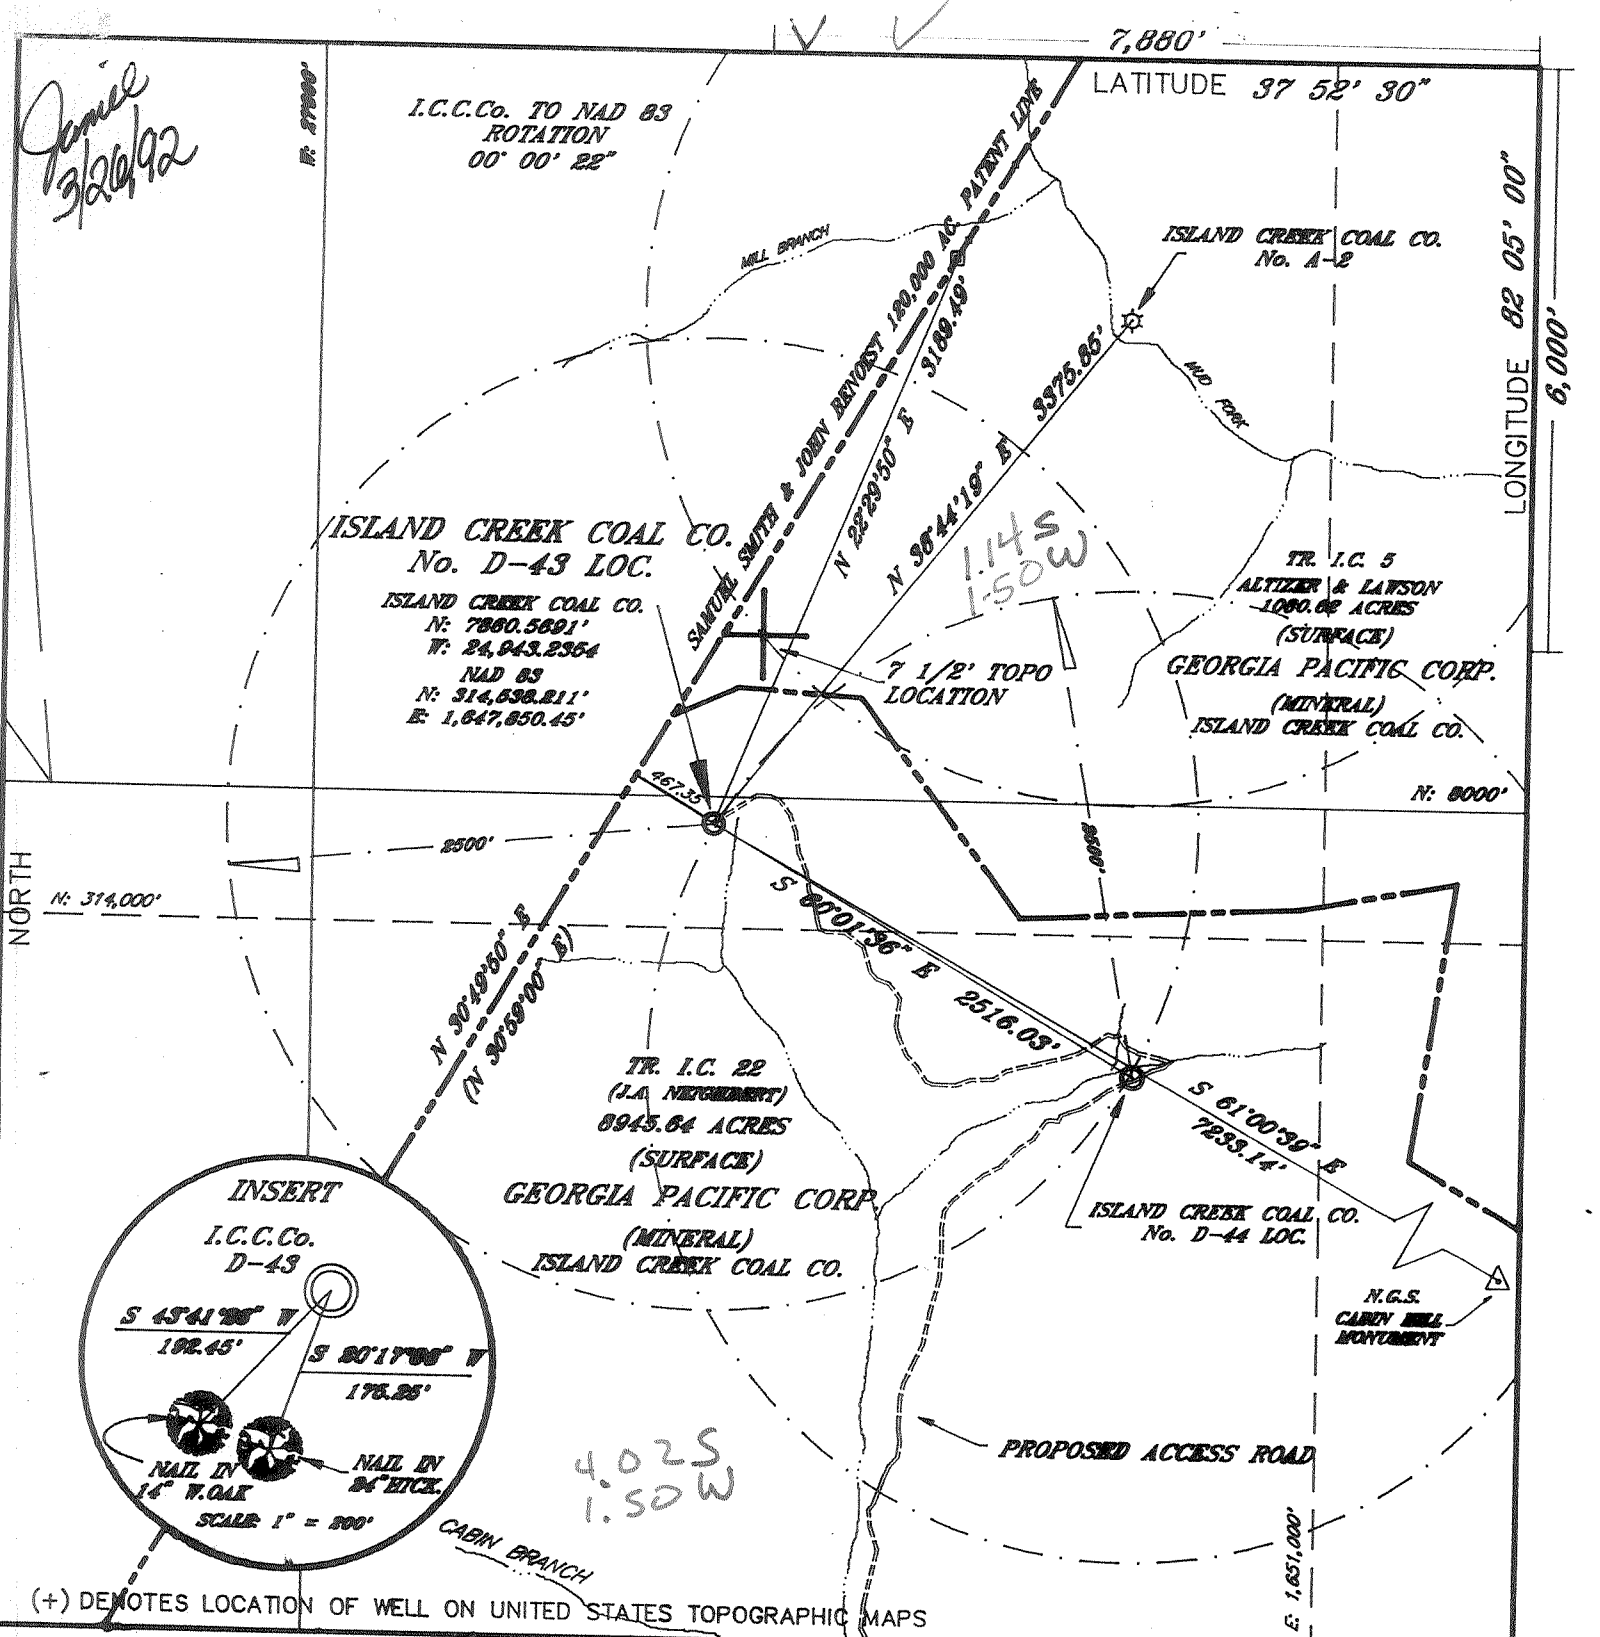 7,880'
LATITUDE 37 52' 30"
Jamie
3/26/92
I.C.C.Co. TO NAD 83
ROTATION
00° 00' 22"
LONGITUDE 82 05' 00"
6,000'
SAMUEL SMITH & JOHN BENOIST 120,000 AC. PATENT LINE
MILL BRANCH
ISLAND CREEK COAL CO.
No. A-2
MUD FORK
N 22°29'50" E 3189.49'
N 38°44'19" E 3375.85'
1.14 S
1.50 W
ISLAND CREEK COAL CO.
No. D-43 LOC.
ISLAND CREEK COAL CO.
N: 7860.5691'
W: 24,943.2354
NAD 83
N: 314,538.211'
E: 1,647,850.45'
7 1/2' TOPO
LOCATION
TR. I.C. 5
ALTIZER & LAWSON
ACRES
(SURFACE)
GEORGIA PACIFIC CORP.
(MINERAL)
ISLAND CREEK COAL CO.
467.35
N: 8000'
2500'
2600'
NORTH
N: 314,000'
N 30°49'50" E
(N 30°59'00" E)
S 60°01'36" E 2516.03'
S 61°00'39" E
7233.14'
TR. I.C. 22
8945.64 ACRES
(SURFACE)
GEORGIA PACIFIC CORP.
(MINERAL)
ISLAND CREEK COAL CO.
ISLAND CREEK COAL CO.
No. D-44 LOC.
N.G.S.
CABIN
MONUMENT
INSERT
I.C.C.Co.
D-43
192.45'
NAIL IN
14" W.OAK
NAIL IN
24" HICK.
SCALE: 1" = 200'
4.02 S
1.50 W
PROPOSED ACCESS ROAD
CABIN BRANCH
E: 1,651,000'
(+) DENOTES LOCATION OF WELL ON UNITED STATES TOPOGRAPHIC MAPS